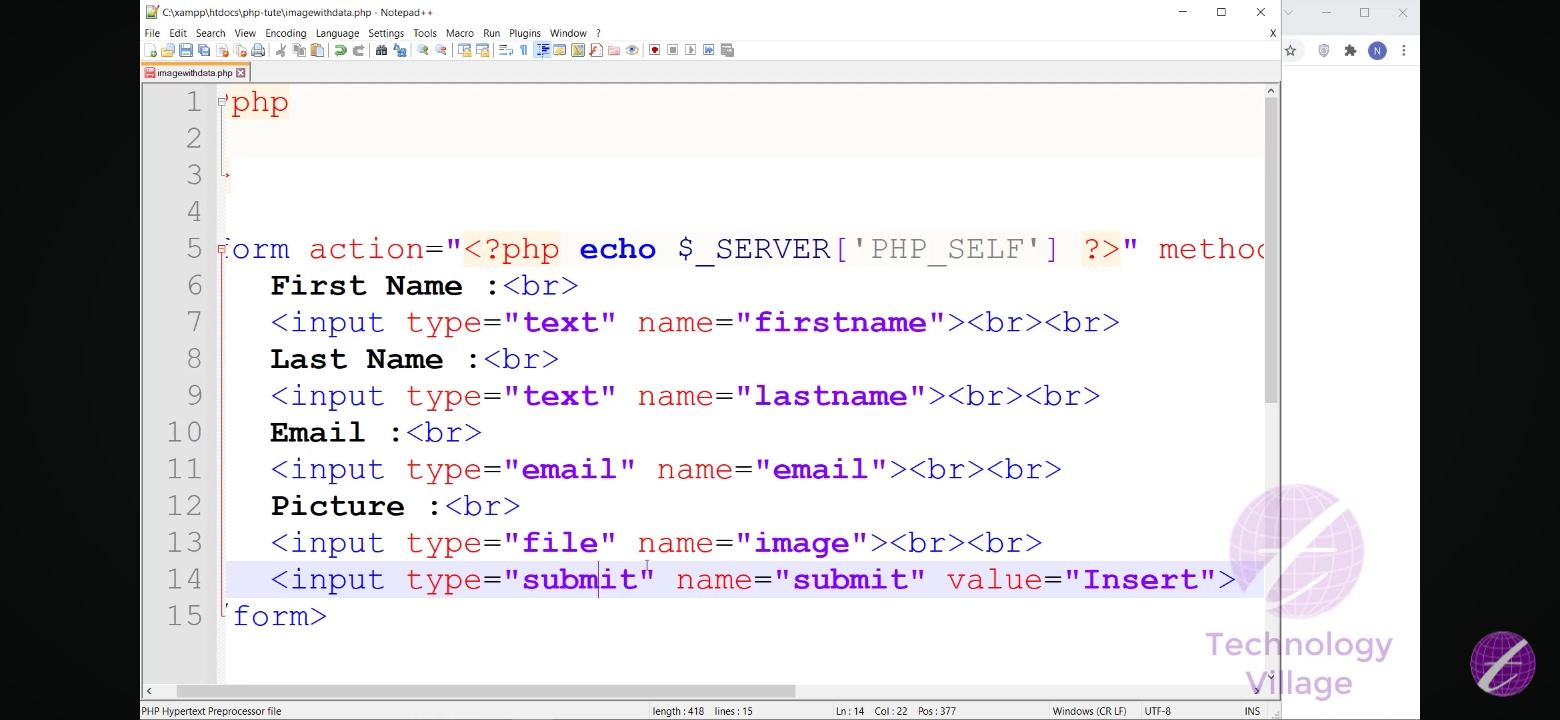 C:\xampp\htdocs\php-tute\imagewithdata.php - Notepad++
File Edit Search View Encoding Language Settings Tools Macro Run Plugins Window ? X
imagewithdata.php
N
1 ?php
2
3
4
5 form action="<?php echo $_SERVER['PHP_SELF'] ?>" method
6 First Name :<br>
7 <input type="text" name="firstname"><br><br>
8 Last Name :<br>
9 <input type="text" name="lastname"><br><br>
10 Email :<br>
11 <input type="email" name="email"><br><br>
12 Picture :<br>
13 <input type="file" name="image"><br><br>
14 <input type="submit" name="submit" value="Insert">
15 /form>
Technology
Village
PHP Hypertext Preprocessor file length : 418 lines : 15 Ln : 14 Col : 22 Pos : 377 Windows (CR LF) UTF-8 INS